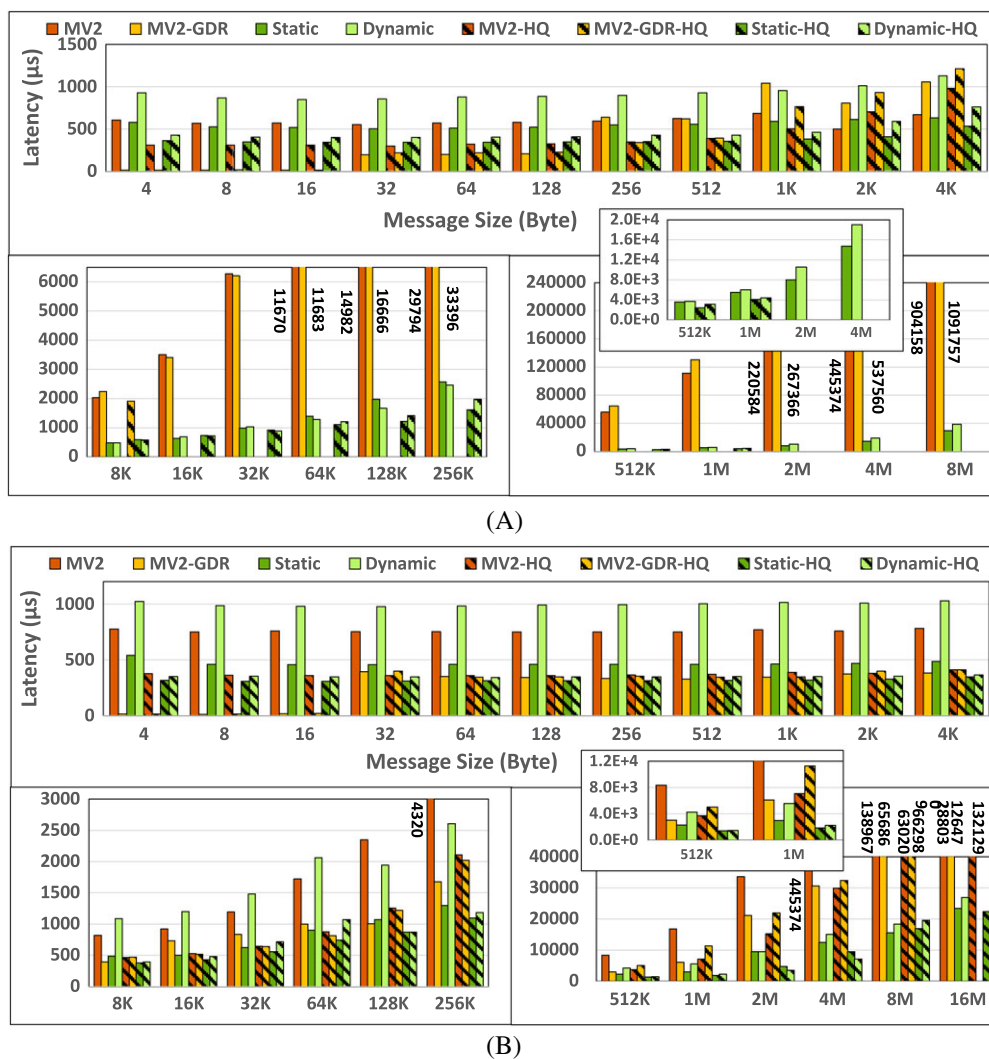 MV2 MV2-GDR Static Dynamic MV2-HQ MV2-GDR-HQ Static-HQ Dynamic-HQ
Latency (µs)
1500
1000
500
0
4 8 16 32 64 128 256 512 1K 2K 4K
Message Size (Byte)
6000
5000
4000
3000
2000
1000
0
11670 11683 14982 16666 29794 33396
8K 16K 32K 64K 128K 256K
2.0E+4
1.6E+4
1.2E+4
8.0E+3
4.0E+3
0.0E+0
512K 1M 2M 4M
240000
200000
160000
120000
80000
40000
0
220584 267366 445374 537560 904158 1091757
512K 1M 2M 4M 8M
(A)
MV2 MV2-GDR Static Dynamic MV2-HQ MV2-GDR-HQ Static-HQ Dynamic-HQ
Latency (µs)
1000
500
0
4 8 16 32 64 128 256 512 1K 2K 4K
Message Size (Byte)
3000
2500
2000
1500
1000
500
0
4320
8K 16K 32K 64K 128K 256K
1.2E+4
8.0E+3
4.0E+3
0.0E+0
512K 1M
40000
30000
20000
10000
0
445374 138967 65686 63020 966298 0 28803 12647 132129
512K 1M 2M 4M 8M 16M
(B)